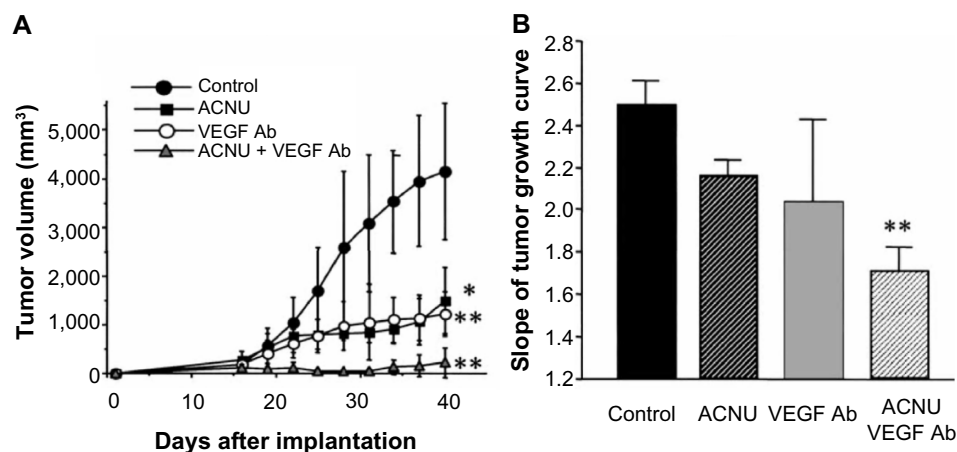 A
Control
ACNU
VEGF Ab
ACNU + VEGF Ab
Tumor volume (mm³)
5,000
4,000
3,000
2,000
1,000
0
0 10 20 30 40
*
**
**
Days after implantation
B
Slope of tumor growth curve
2.8
2.6
2.4
2.0
1.8
1.6
1.4
1.2
**
Control ACNU VEGF Ab ACNU
VEGF Ab